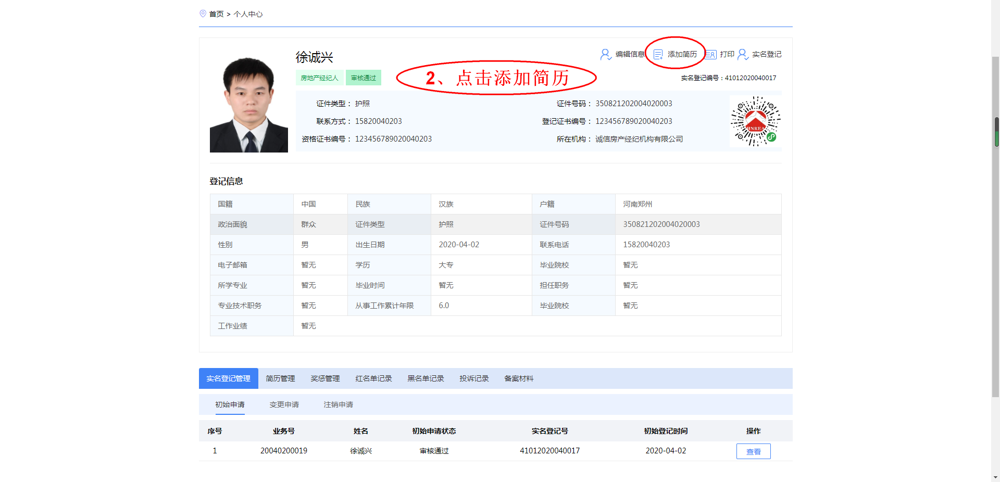 首页 > 个人中心
徐诚兴
编辑信息 添加简历 打印 实名登记
房地产经纪人 审核通过
2、点击添加简历
实名登记编号：41012020040017
证件类型： 护照 证件号码： 350821202004020003
联系方式： 15820040203 登记证书编号： 123456789020040203
资格证书编号： 123456789020040203 所在机构： 诚信房产经纪机构有限公司
登记信息
国籍 中国 民族 汉族 户籍 河南郑州
政治面貌 群众 证件类型 护照 证件号码 350821202004020003
性别 男 出生日期 2020-04-02 联系电话 15820040203
电子邮箱 暂无 学历 大专 毕业院校 暂无
所学专业 暂无 毕业时间 暂无 担任职务 暂无
专业技术职务 暂无 从事工作累计年限 6.0 毕业院校 暂无
工作业绩 暂无
实名登记管理 简历管理 奖惩管理 红名单记录 黑名单记录 投诉记录 备案材料
初始申请 变更申请 注销申请
序号 业务号 姓名 初始申请状态 实名登记号 初始登记时间 操作
1 20040200019 徐诚兴 审核通过 41012020040017 2020-04-02 查看